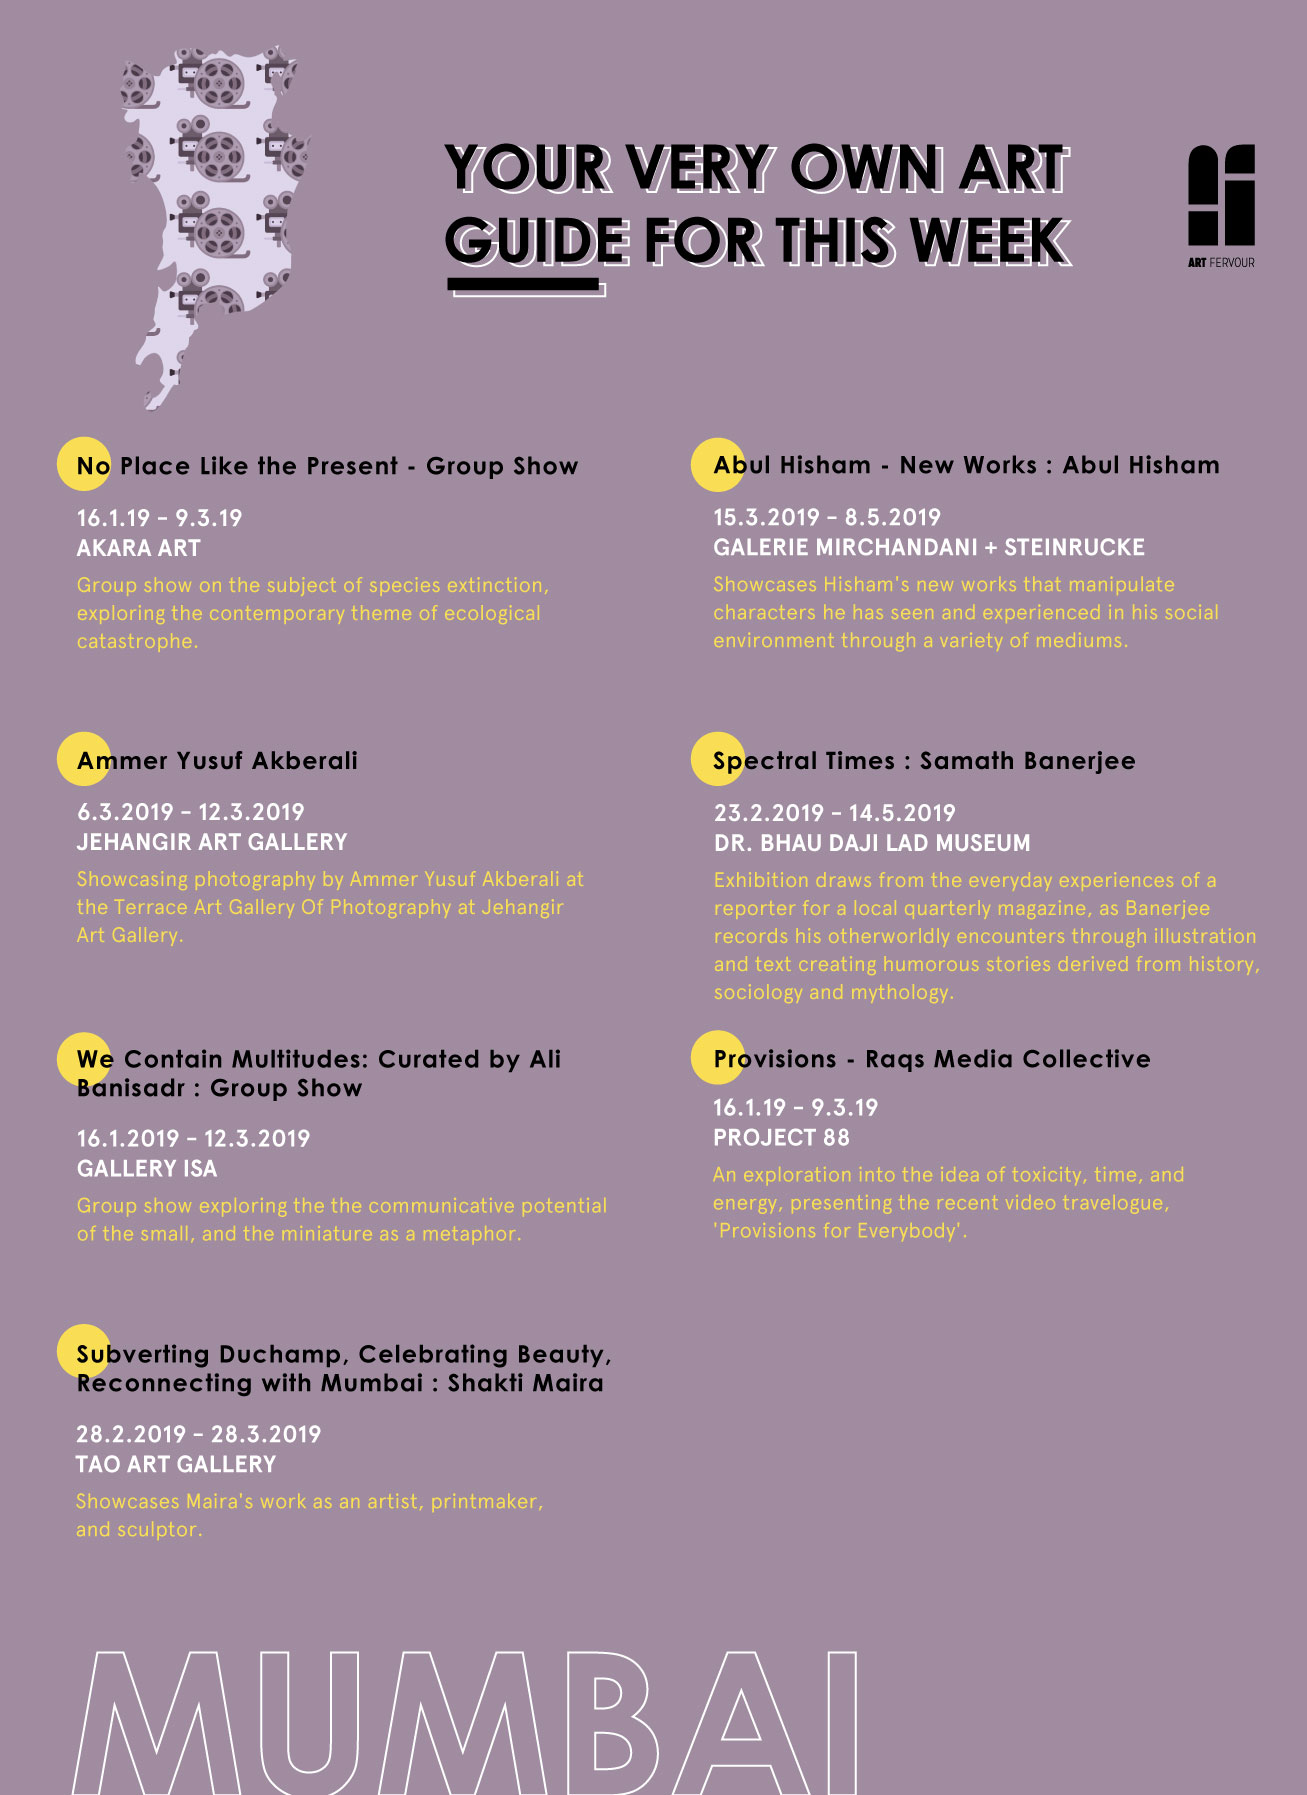 YOUR VERY OWN ART
GUIDE FOR THIS WEEK
ART FERVOUR
No Place Like the Present - Group Show
16.1.19 - 9.3.19
AKARA ART
Group show on the subject of species extinction,
exploring the contemporary theme of ecological
catastrophe.
Abul Hisham - New Works : Abul Hisham
15.3.2019 - 8.5.2019
GALERIE MIRCHANDANI + STEINRUCKE
Showcases Hisham's new works that manipulate
characters he has seen and experienced in his social
environment through a variety of mediums.
Ammer Yusuf Akberali
6.3.2019 - 12.3.2019
JEHANGIR ART GALLERY
Showcasing photography by Ammer Yusuf Akberali at
the Terrace Art Gallery Of Photography at Jehangir
Art Gallery.
Spectral Times : Samath Banerjee
23.2.2019 - 14.5.2019
DR. BHAU DAJI LAD MUSEUM
Exhibition draws from the everyday experiences of a
reporter for a local quarterly magazine, as Banerjee
records his otherworldly encounters through illustration
and text creating humorous stories derived from history,
sociology and mythology.
We Contain Multitudes: Curated by Ali
Banisadr : Group Show
16.1.2019 - 12.3.2019
GALLERY ISA
Group show exploring the the communicative potential
of the small, and the miniature as a metaphor.
Provisions - Raqs Media Collective
16.1.19 - 9.3.19
PROJECT 88
An exploration into the idea of toxicity, time, and
energy, presenting the recent video travelogue,
'Provisions for Everybody'.
Subverting Duchamp, Celebrating Beauty,
Reconnecting with Mumbai : Shakti Maira
28.2.2019 - 28.3.2019
TAO ART GALLERY
Showcases Maira's work as an artist, printmaker,
and sculptor.
MUMBAI